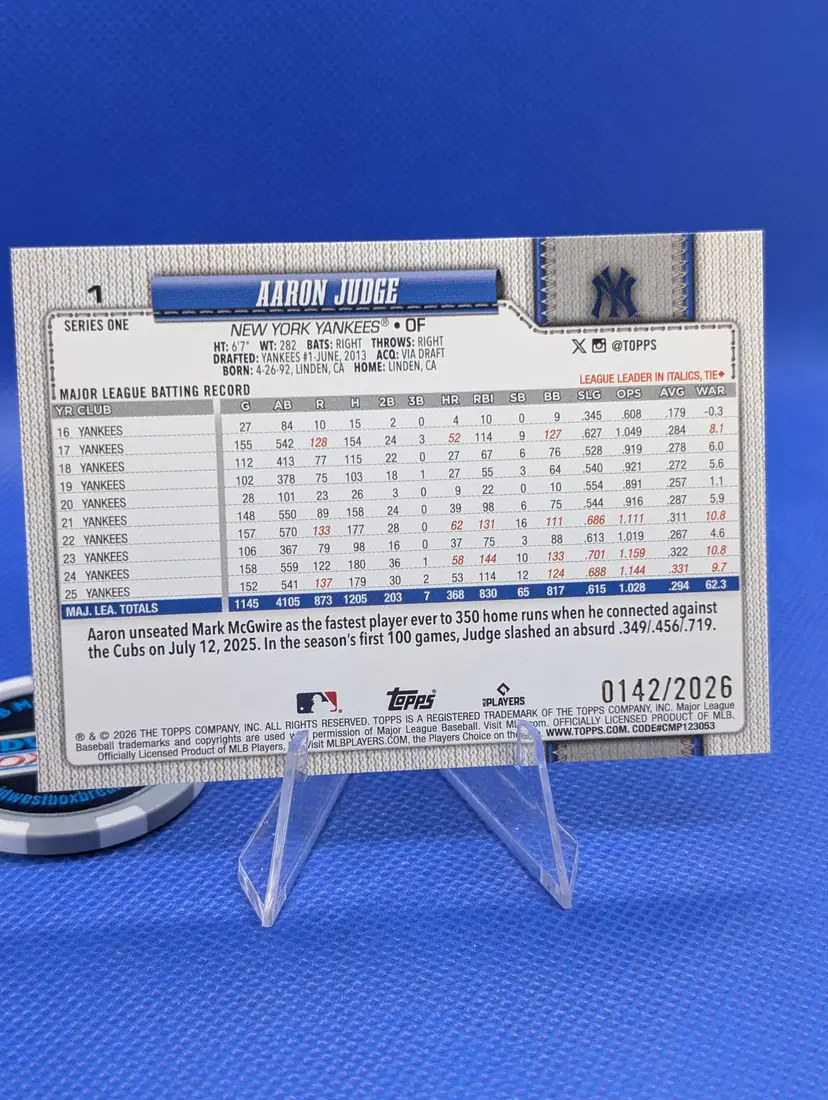 1
AARON JUDGE
NY
SERIES ONE
NEW YORK YANKEES® • OF
HT: 6'7" WT: 282 BATS: RIGHT THROWS: RIGHT
DRAFTED: YANKEES #1-JUNE, 2013 ACQ: VIA DRAFT
BORN: 4-26-92, LINDEN, CA HOME: LINDEN, CA
@TOPPS
MAJOR LEAGUE BATTING RECORD
LEAGUE LEADER IN ITALICS, TIE♦
YR CLUB G AB R H 2B 3B HR RBI SB BB SLG OPS AVG WAR
16 YANKEES 27 84 10 15 2 0 4 10 0 9 .345 .608 .179 -0.3
17 YANKEES 155 542 128 154 24 3 52 114 9 127 .627 1.049 .284 8.1
18 YANKEES 112 413 77 115 22 0 27 67 6 76 .528 .919 .278 6.0
19 YANKEES 102 378 75 103 18 1 27 55 3 64 .540 .921 .272 5.6
20 YANKEES 28 101 23 26 3 0 9 22 0 10 .554 .891 .257 1.1
21 YANKEES 148 550 89 158 24 0 39 98 6 75 .544 .916 .287 5.9
22 YANKEES 157 570 133 177 28 0 62 131 16 111 .686 1.111 .311 10.8
23 YANKEES 106 367 79 98 16 0 37 75 3 88 .613 1.019 .267 4.6
24 YANKEES 158 559 122 180 36 1 58 144 10 133 .701 1.159 .322 10.8
25 YANKEES 152 541 137 179 30 2 53 114 12 124 .688 1.144 .331 9.7
MAJ. LEA. TOTALS 1145 4105 873 1205 203 7 368 830 65 817 .615 1.028 .294 62.3
Aaron unseated Mark McGwire as the fastest player ever to 350 home runs when he connected against
the Cubs on July 12, 2025. In the season's first 100 games, Judge slashed an absurd .349/.456/.719.
topps
PLAYERS
0142/2026
® & © 2026 THE TOPPS COMPANY, INC. ALL RIGHTS RESERVED. TOPPS IS A REGISTERED TRADEMARK OF THE TOPPS COMPANY, INC. Major League
Baseball trademarks and copyrights are used permission of Major League Baseball. Visit .com. OFFICIALLY LICENSED PRODUCT OF MLB.
Officially Licensed Product of MLB Players, Visit MLBPLAYERS.COM, the Players Choice on the WWW.TOPPS.COM. CODE#CMP123053